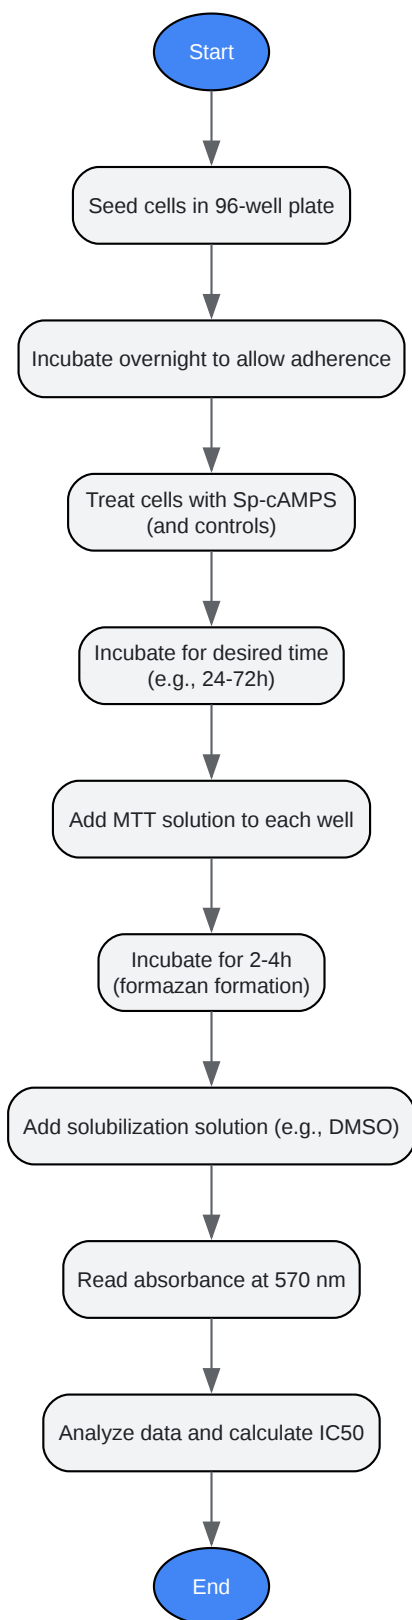 Start
Seed cells in 96-well plate
Incubate overnight to allow adherence
Treat cells with Sp-cAMPS
(and controls)
Incubate for desired time
(e.g., 24-72h)
Add MTT solution to each well
Incubate for 2-4h
(formazan formation)
Add solubilization solution (e.g., DMSO)
Read absorbance at 570 nm
Analyze data and calculate IC50
End